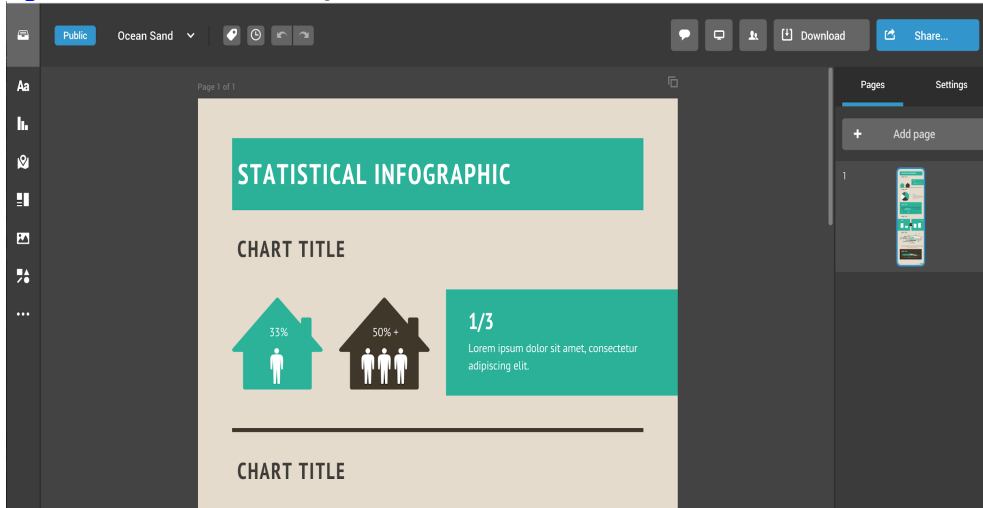 Public
Ocean Sand
Download
Share...
Aa
Page 1 of 1
Pages
Settings
+ Add page
1
STATISTICAL INFOGRAPHIC
CHART TITLE
33%
50% +
1/3
Lorem ipsum dolor sit amet, consectetur
adipiscing elit.
CHART TITLE